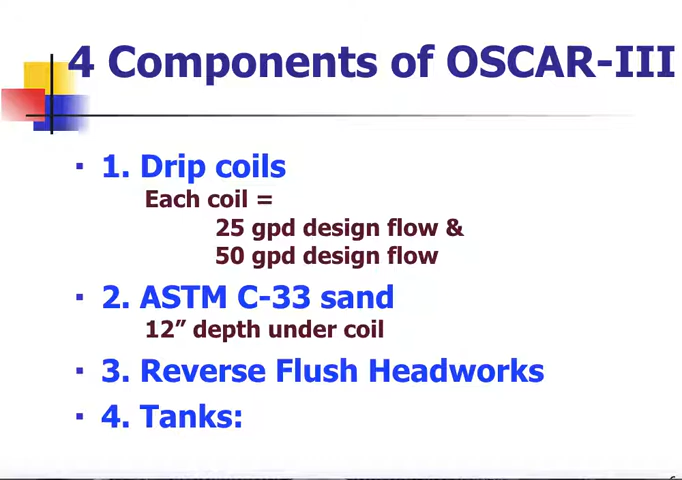 4 Components of OSCAR-III
▪ 1. Drip coils
Each coil =
25 gpd design flow &
50 gpd design flow
▪ 2. ASTM C-33 sand
12” depth under coil
▪ 3. Reverse Flush Headworks
▪ 4. Tanks: